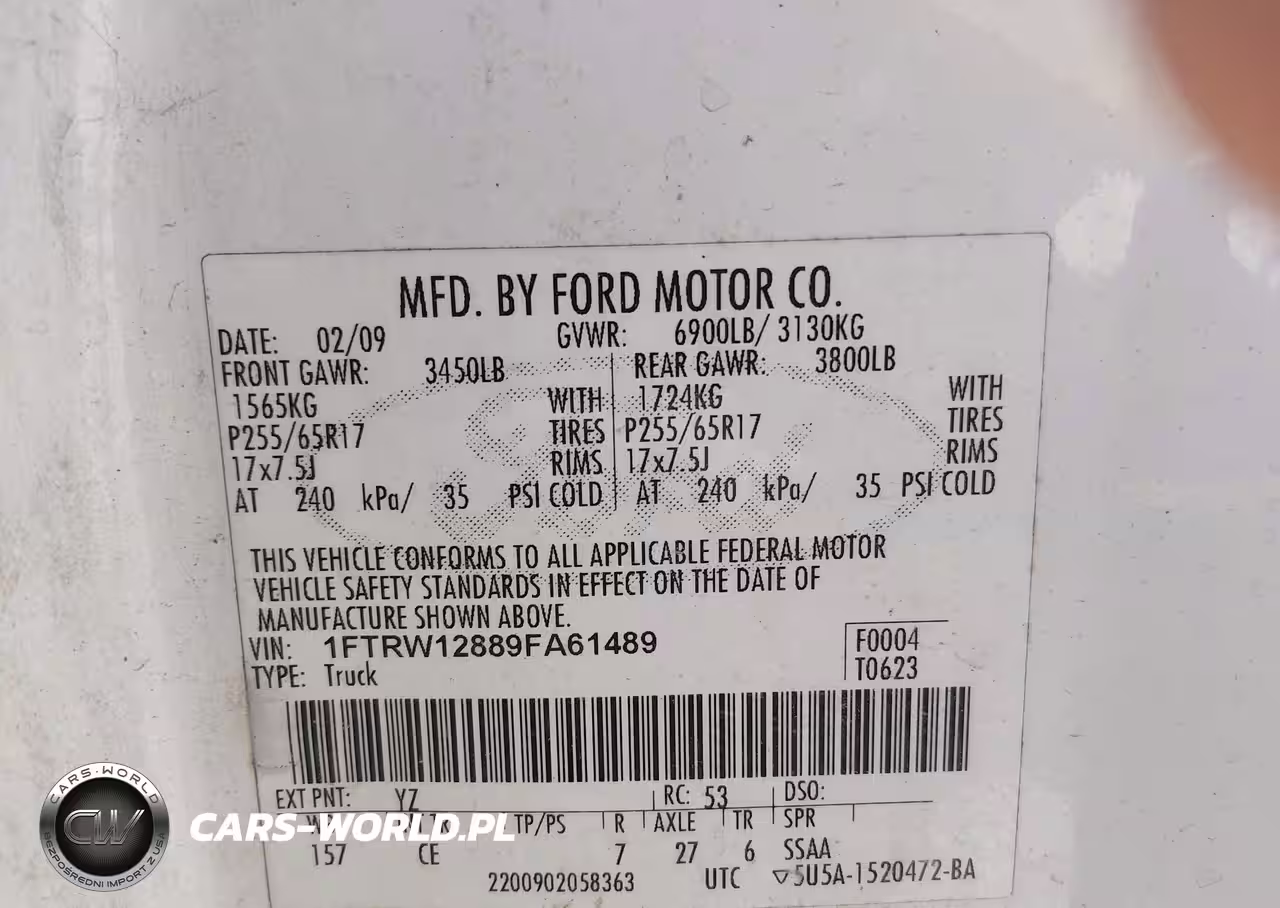 MFD. BY FORD MOTOR CO.
DATE: 02/09 GVWR: 6900LB/ 3130KG
FRONT GAWR: 3450LB REAR GAWR: 3800LB
1565KG WITH 1724KG WITH
P255/65R17 TIRES P255/65R17 TIRES
17x7.5J RIMS 17x7.5J RIMS
AT 240 kPa/ 35 PSI COLD AT 240 kPa/ 35 PSI COLD
THIS VEHICLE CONFORMS TO ALL APPLICABLE FEDERAL MOTOR
VEHICLE SAFETY STANDARDS IN EFFECT ON THE DATE OF
MANUFACTURE SHOWN ABOVE.
VIN: 1FTRW12889FA61489 F0004
TYPE: Truck T0623
EXT PNT: YZ RC: 53 DSO:
TP/PS R AXLE TR SPR
157 CE 7 27 6 SSAA
2200902058363 UTC ▽5U5A-1520472-BA
CARS-WORLD
CW
BEZPOŚREDNI IMPORT Z USA
CARS-WORLD.PL